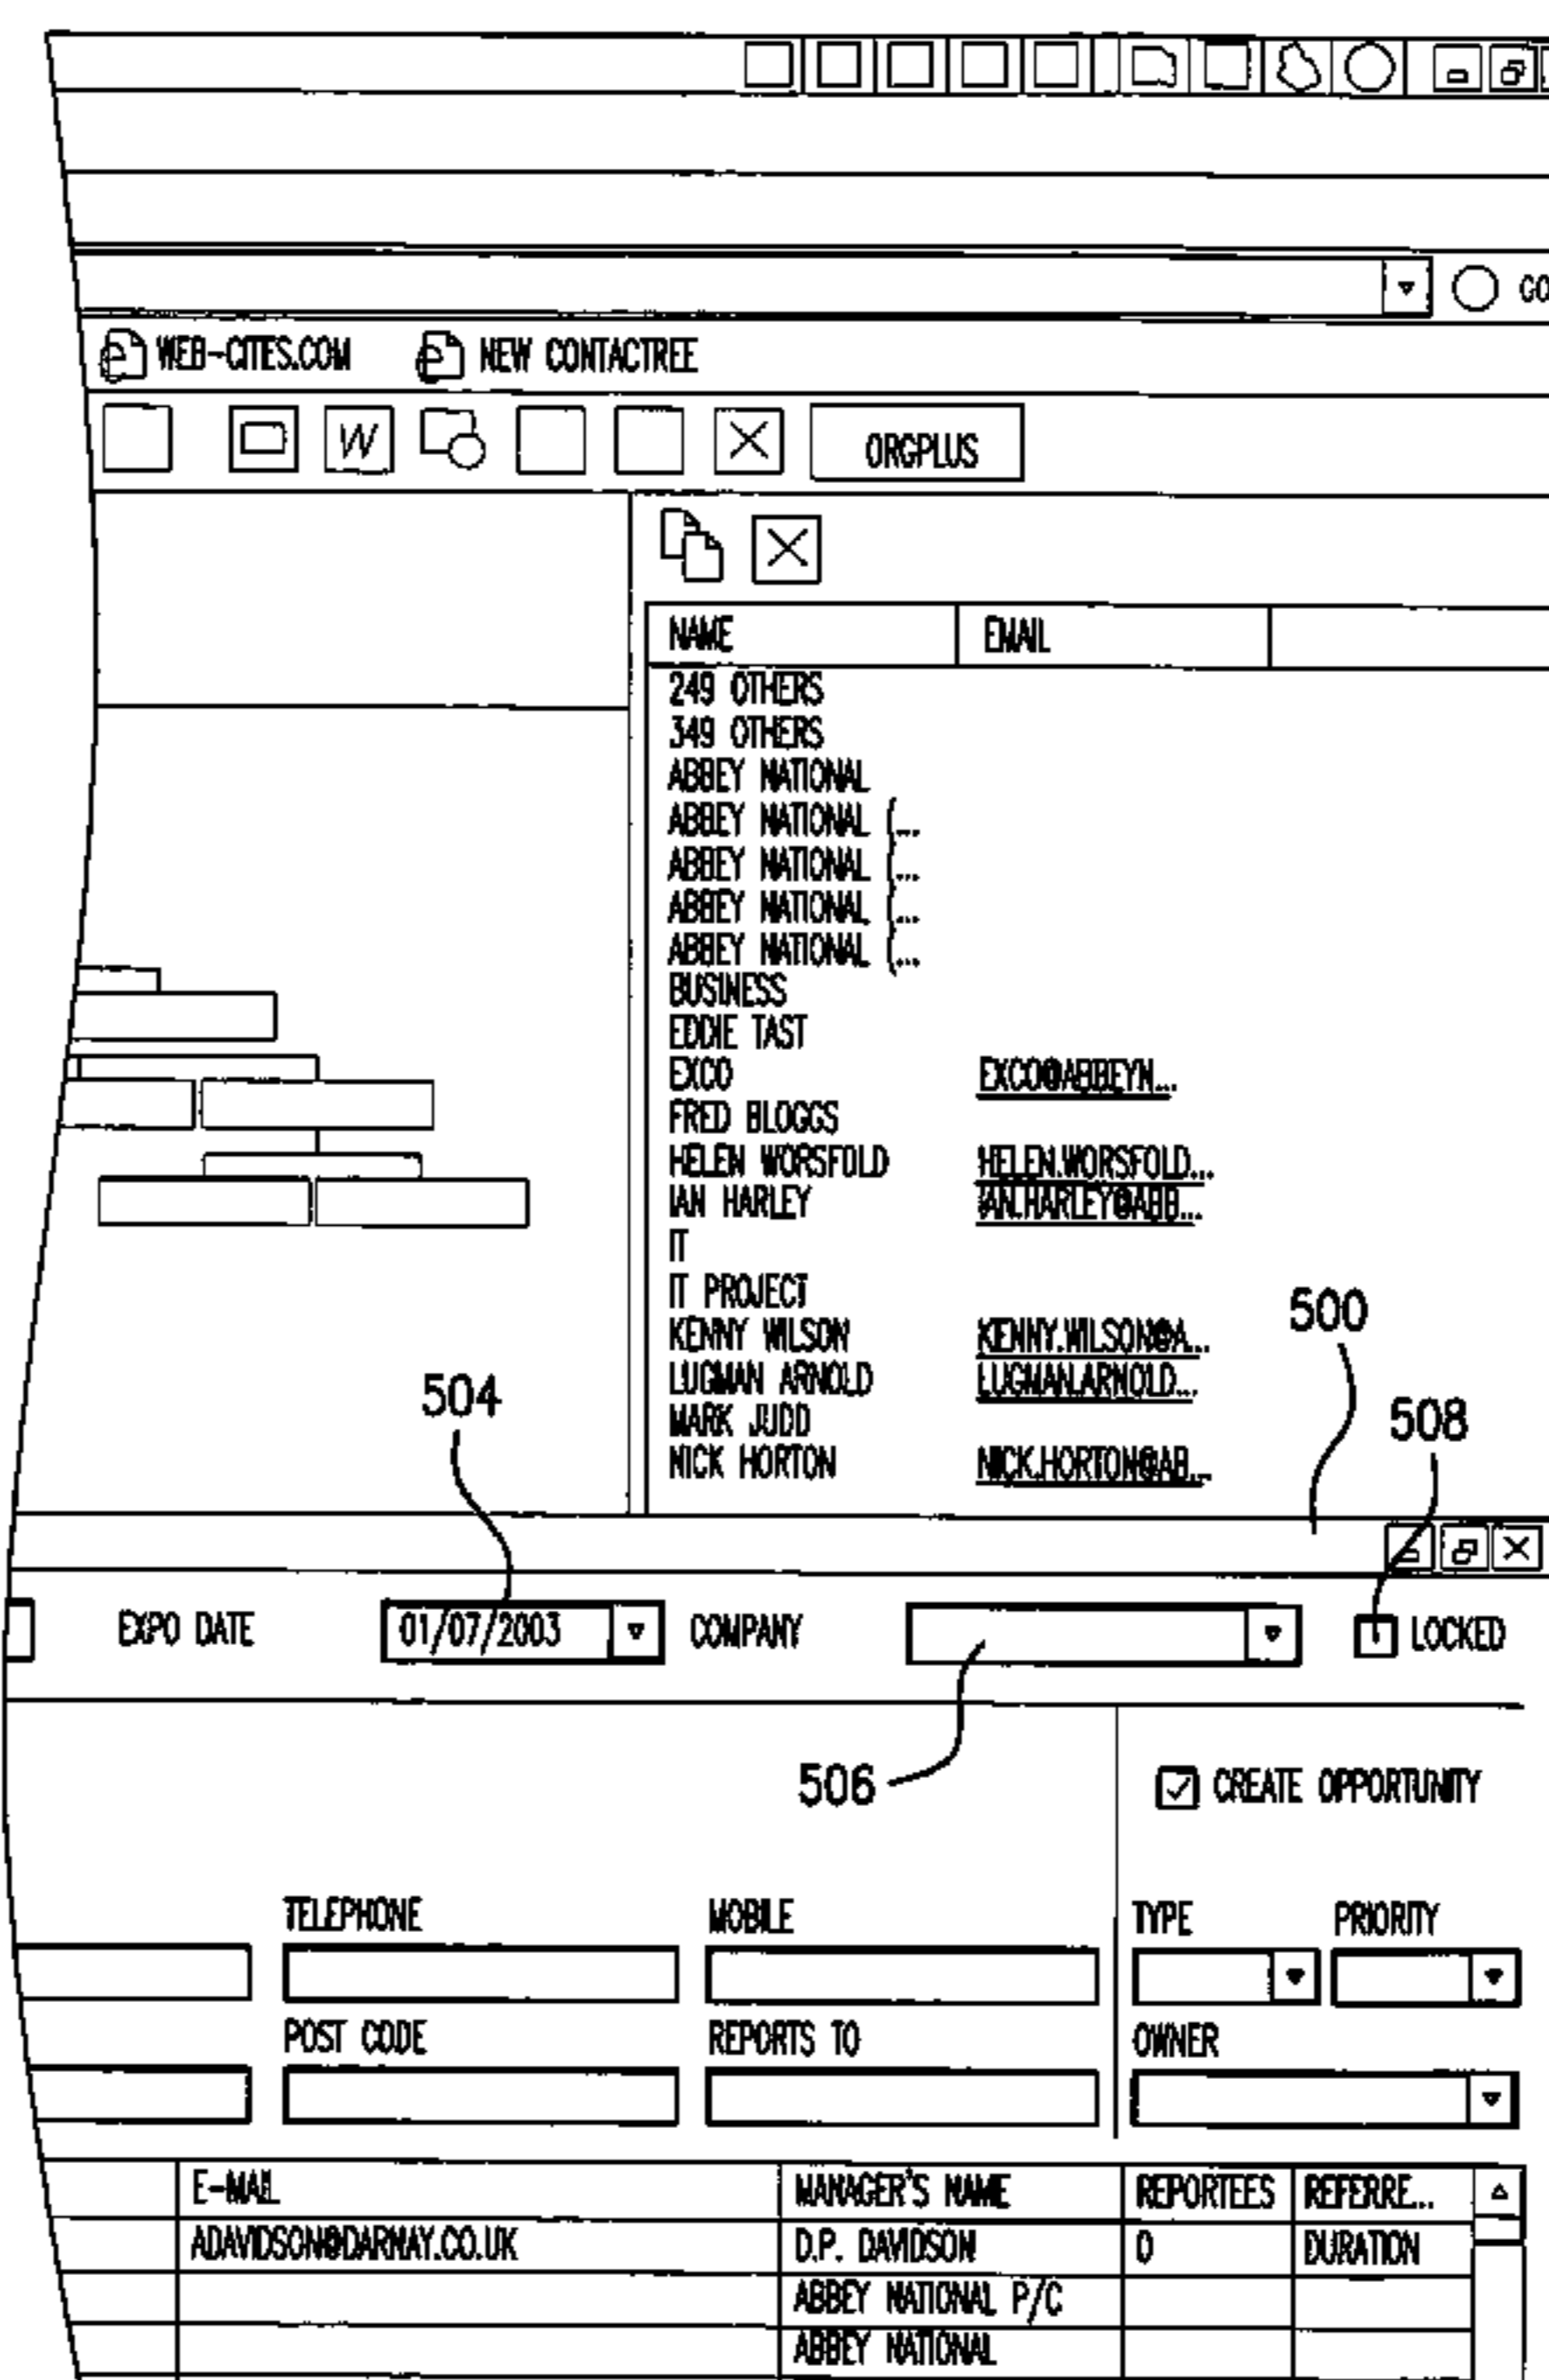 GO
WEB-CITES.COM NEW CONTACTREE
W ORGPLUS
NAME EMAIL
249 OTHERS
349 OTHERS
ABBEY NATIONAL
ABBEY NATIONAL (...
ABBEY NATIONAL (...
ABBEY NATIONAL (...
ABBEY NATIONAL (...
BUSINESS
EDDIE TAST
EXCO EXCO@ABBEYN...
FRED BLOGGS
HELEN WORSFOLD HELEN.WORSFOLD...
IAN HARLEY IAN.HARLEY@ABB...
IT
IT PROJECT
KENNY WILSON KENNY.WILSON@A...
LUGMAN ARNOLD LUGMAN.ARNOLD...
MARK JUDD
NICK HORTON NICK.HORTON@AB...
500
504
508
EXPO DATE 01/07/2003 COMPANY LOCKED
506
CREATE OPPORTUNITY
TELEPHONE MOBILE TYPE PRIORITY
POST CODE REPORTS TO OWNER
E-MAIL MANAGER'S NAME REPORTEES REFERRE...
ADAVIDSON@DARNAY.CO.UK D.P. DAVIDSON 0 DURATION
ABBEY NATIONAL P/C
ABBEY NATIONAL